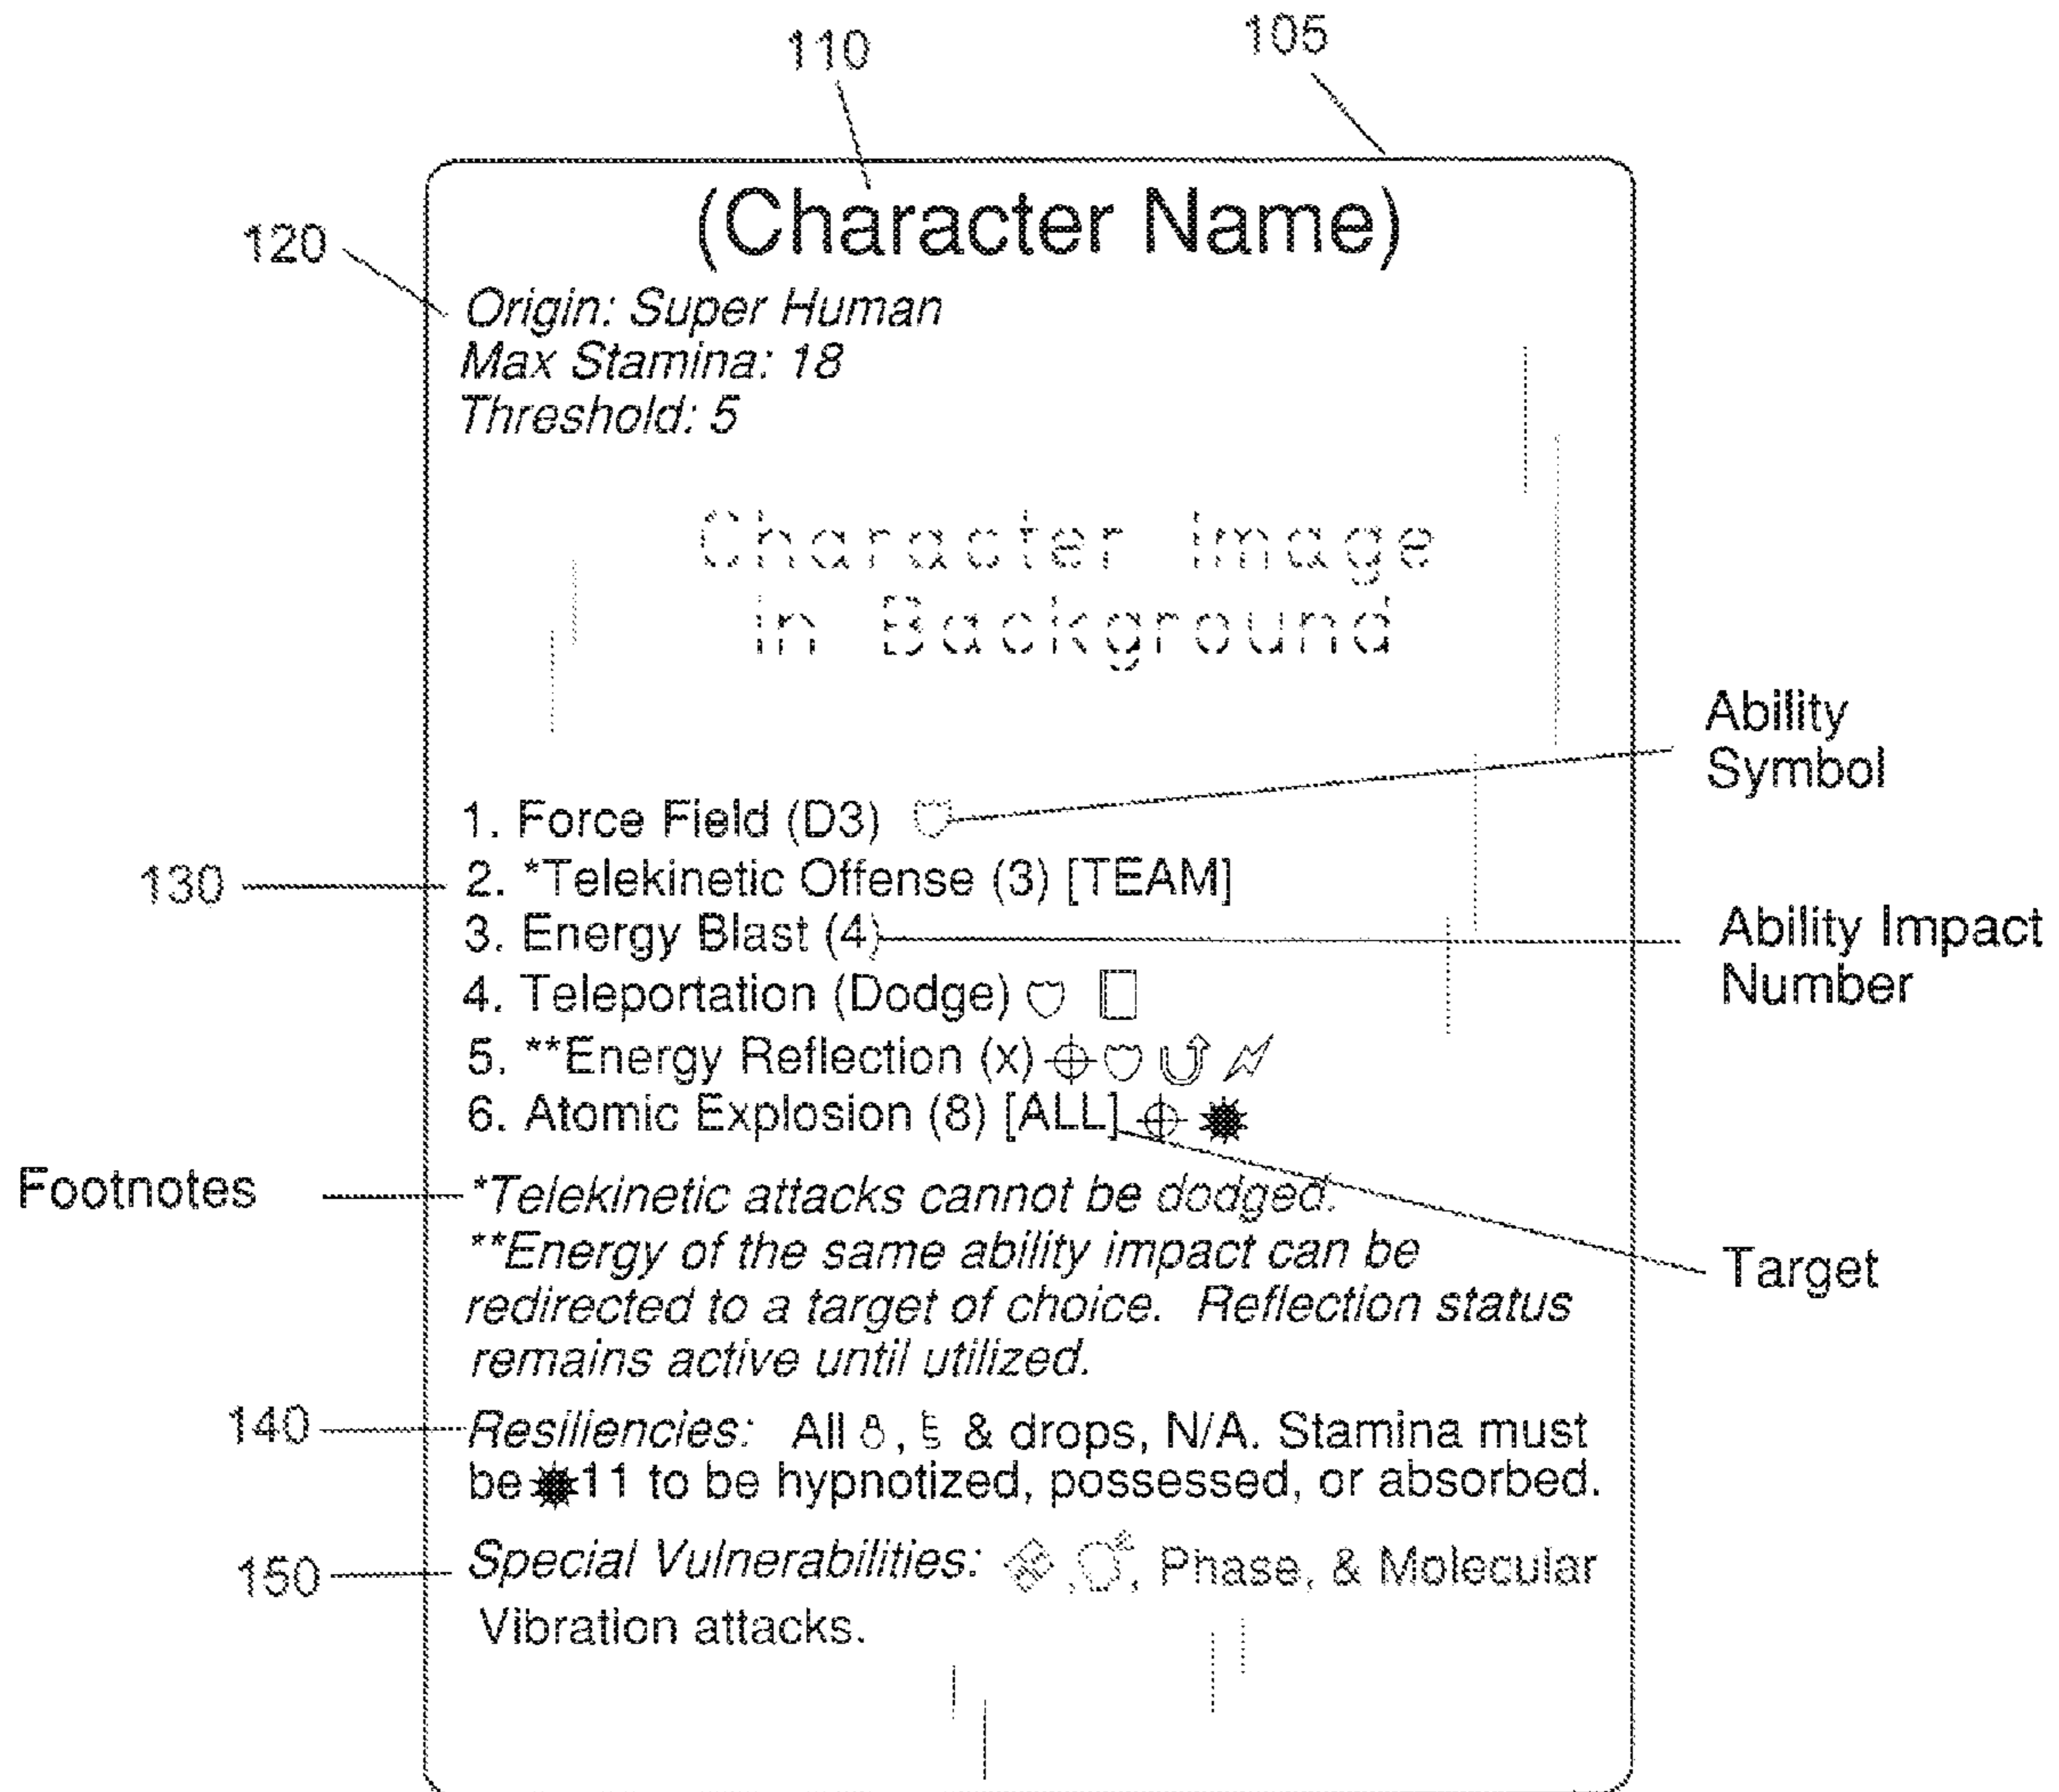 110
105
(Character Name)
120
Origin: Super Human
Max Stamina: 18
Threshold: 5
Character Image
in Background
Ability
Symbol
1. Force Field (D3)
130
2. *Telekinetic Offense (3) [TEAM]
3. Energy Blast (4)
Ability Impact
Number
4. Teleportation (Dodge)
5. **Energy Reflection (x)
6. Atomic Explosion (8) [ALL]
Footnotes
*Telekinetic attacks cannot be dodged.
**Energy of the same ability impact can be
Target
redirected to a target of choice. Reflection status
remains active until utilized.
140
Resiliencies: All , & drops, N/A. Stamina must
be 11 to be hypnotized, possessed, or absorbed.
150
Special Vulnerabilities: , , Phase, & Molecular
Vibration attacks.